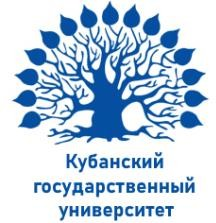 Кубанский
государственный
университет